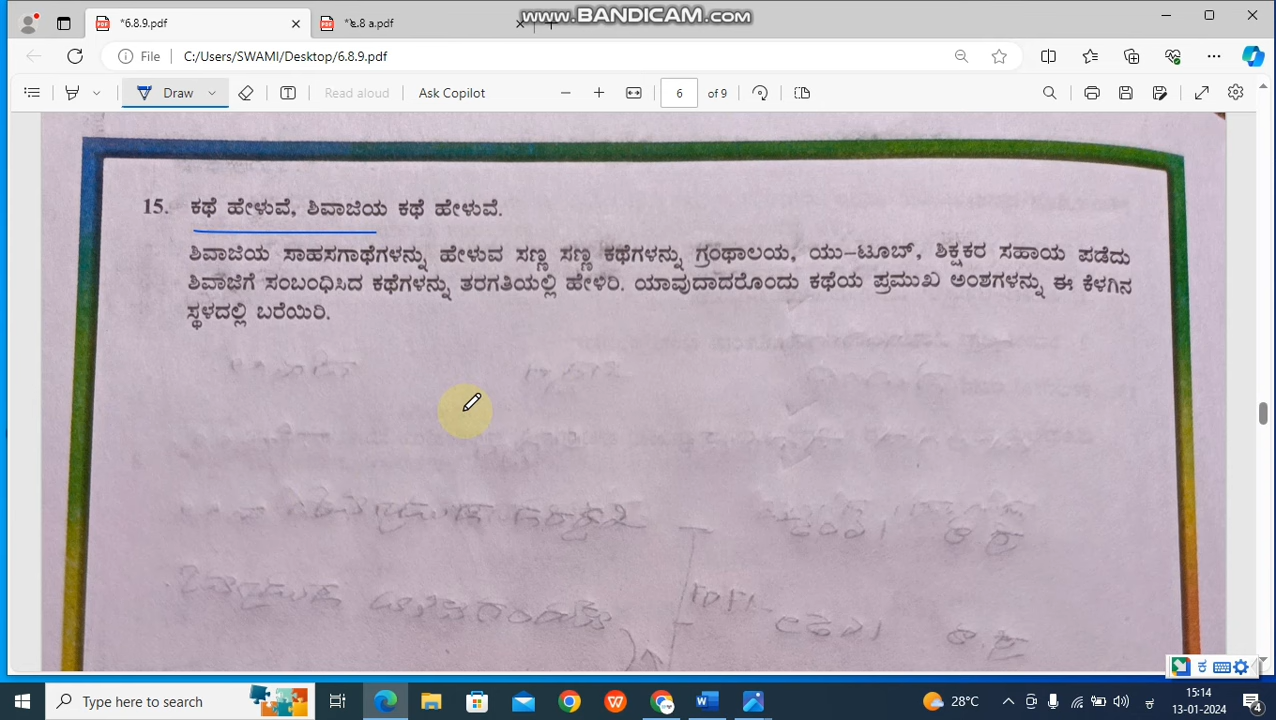 www.BANDICAM.com
*6.8.9.pdf
File
C:/Users/SWAMI/Desktop/6.8.9.pdf
Draw
Read aloud
Ask Copilot
6 of 9
15. ಕಥೆ ಹೇಳುವೆ, ಶಿವಾಜಿಯ ಕಥೆ ಹೇಳುವೆ.
ಶಿವಾಜಿಯ ಸಾಹಸಗಾಥೆಗಳನ್ನು ಹೇಳುವ ಸಣ್ಣ ಸಣ್ಣ ಕಥೆಗಳನ್ನು ಗ್ರಂಥಾಲಯ, ಯು-ಟೂಬ್, ಶಿಕ್ಷಕರ ಸಹಾಯ ಪಡೆದು
ಶಿವಾಜಿಗೆ ಸಂಬಂಧಿಸಿದ ಕಥೆಗಳನ್ನು ತರಗತಿಯಲ್ಲಿ ಹೇಳಿರಿ. ಯಾವುದಾದರೊಂದು ಕಥೆಯ ಪ್ರಮುಖ ಅಂಶಗಳನ್ನು ಈ ಕೆಳಗಿನ
ಸ್ಥಳದಲ್ಲಿ ಬರೆಯಿರಿ.
Type here to search
28°C
15:14
13-01-2024